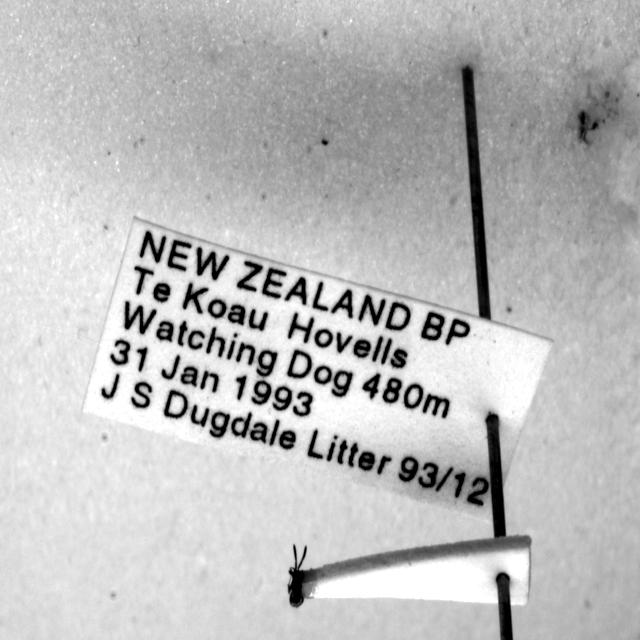 NEW ZEALAND BP
Te Koau Hovells
Watching Dog 480m
31 Jan 1993
J S Dugdale Litter 93/12